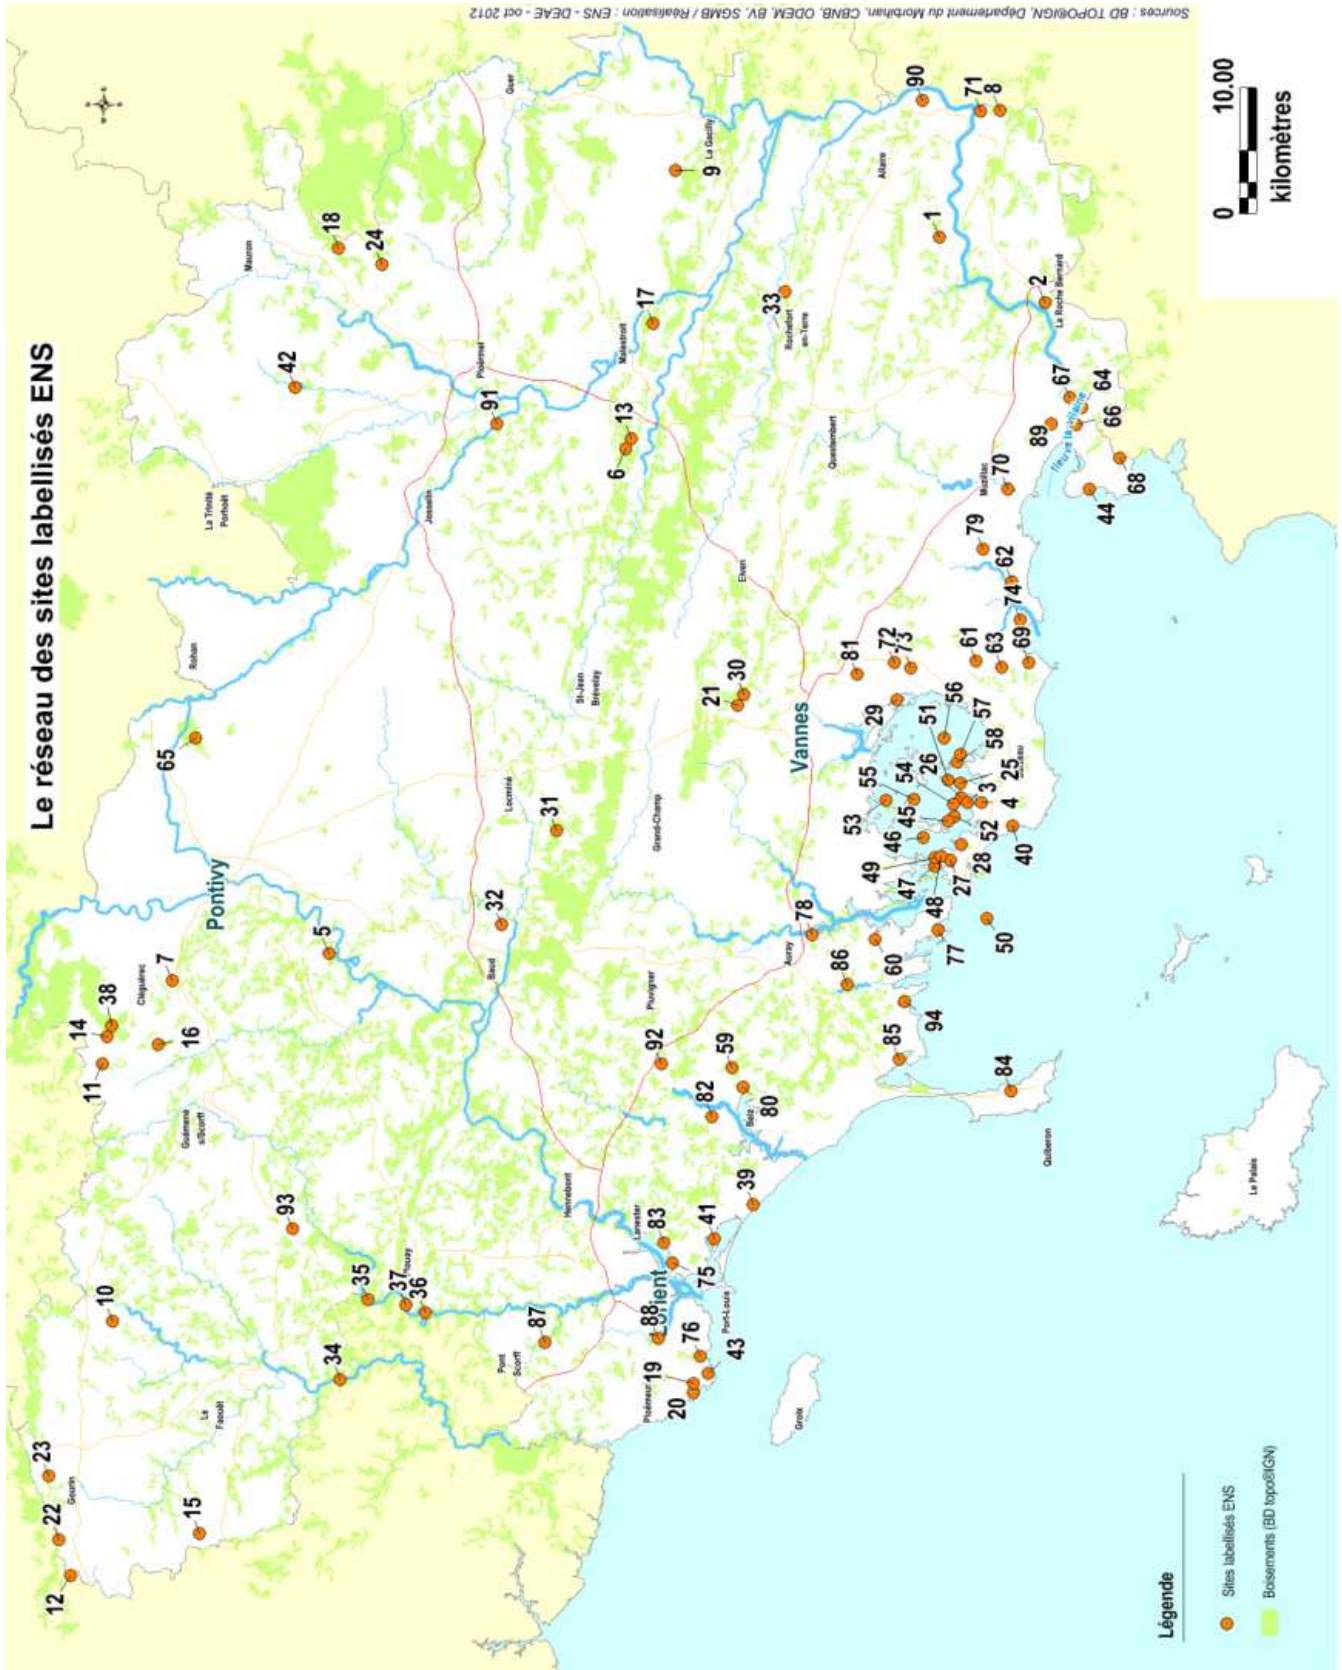 Le réseau des sites labellisés ENS
Sources : BD TOPO®IGN, Département du Morbihan, CBNB, ODEM, BV, SGMB / Réalisation : ENS - DEAE - oct 2012
0 10.00
kilomètres
Légende
Sites labellisés ENS
Boisements (BD topo®IGN)
12
22
23
Gourin
15
Le
Faouët
10
34
93
35
37
36
Guémené
s/Scorff
11
14
38
16
7
Cléguérec
Pontivy
5
65
Rohan
La Trinité
Porhoët
42
Mauron
18
24
Guer
Ploërmel
91
Josselin
Locminé
31
32
Baud
St-Jean
Brévelay
6
13
Malestroit
17
9
La Gacilly
33
Rochefort
en-Terre
Allaire
90
71
8
1
2
La Roche Bernard
67
64
66
89
fleuve la vilaine
68
44
70
Muzillac
Questembert
Elven
79
62
74
69
63
61
72
73
81
Vannes
21
30
Grand-Champ
29
56
51
57
58
26
25
54
3
4
55
53
45
52
46
40
49
28
27
47
48
78
Auray
Pluvigner
86
60
77
50
94
85
84
Quiberon
Le Palais
92
59
82
80
Belz
39
41
83
75
Lanester
Hennebont
Lorient
Port-Louis
88
76
43
19
20
Ploëmeur
87
Pont
Scorff
Groix